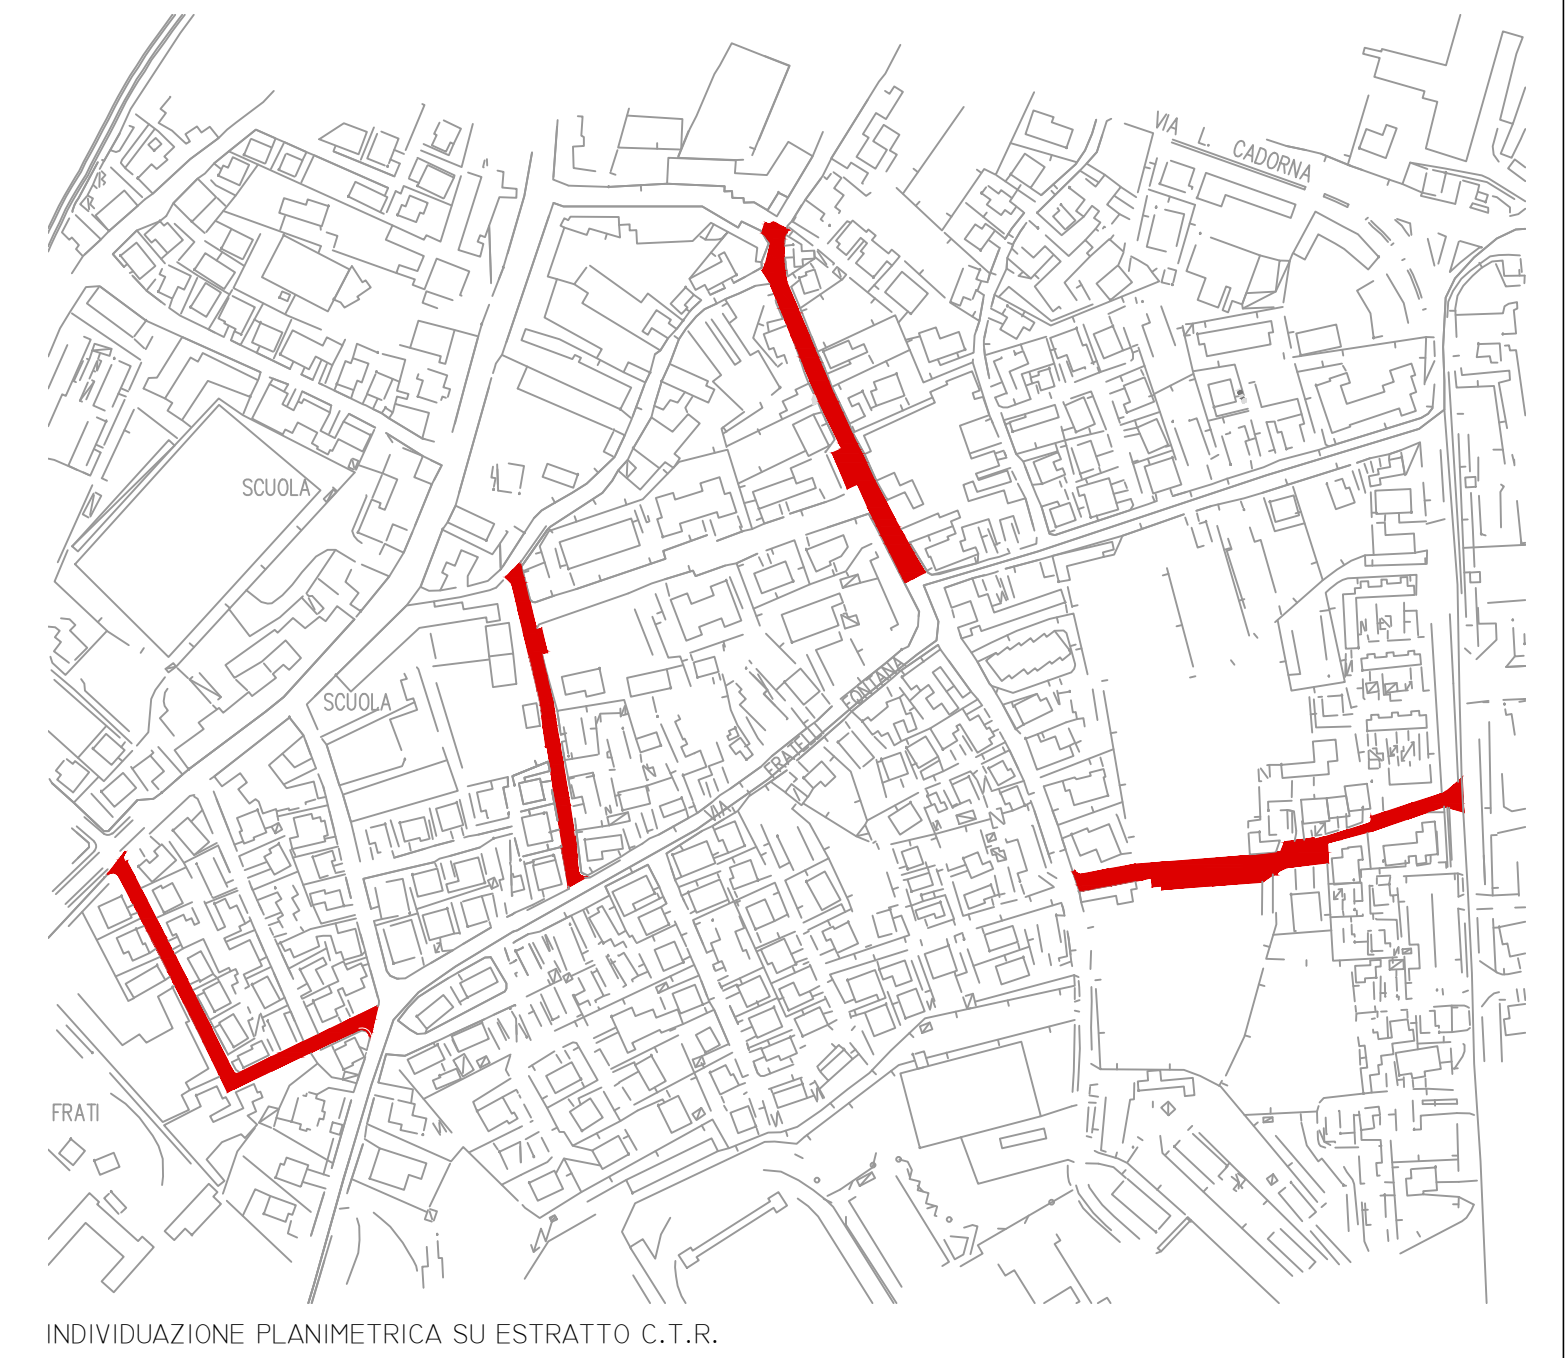 VIA L. CADORNA
SCUOLA
SCUOLA
VIA FRATELLI FONTANA
FRATI
INDIVIDUAZIONE PLANIMETRICA SU ESTRATTO C.T.R.